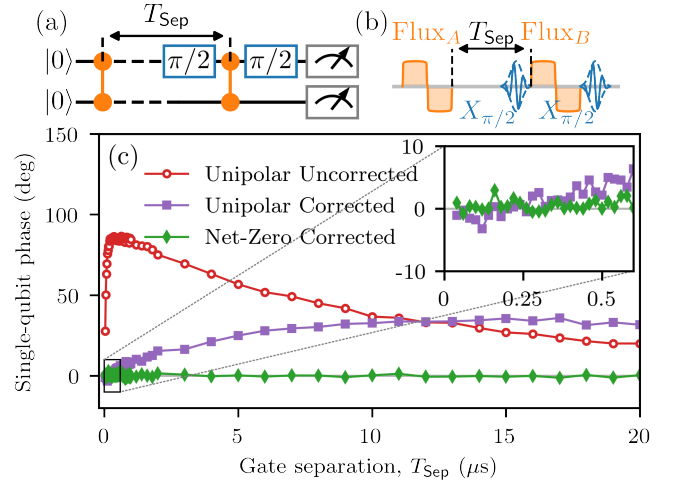 (a)
T_Sep
|0⟩
π/2
π/2
|0⟩
(b)
Flux_A
T_Sep
Flux_B
X_π/2
X_π/2
(c)
Unipolar Uncorrected
Unipolar Corrected
Net-Zero Corrected
10
0
-10
0
0.25
0.5
150
100
50
0
Single-qubit phase (deg)
0
5
10
15
20
Gate separation, T_Sep (μs)